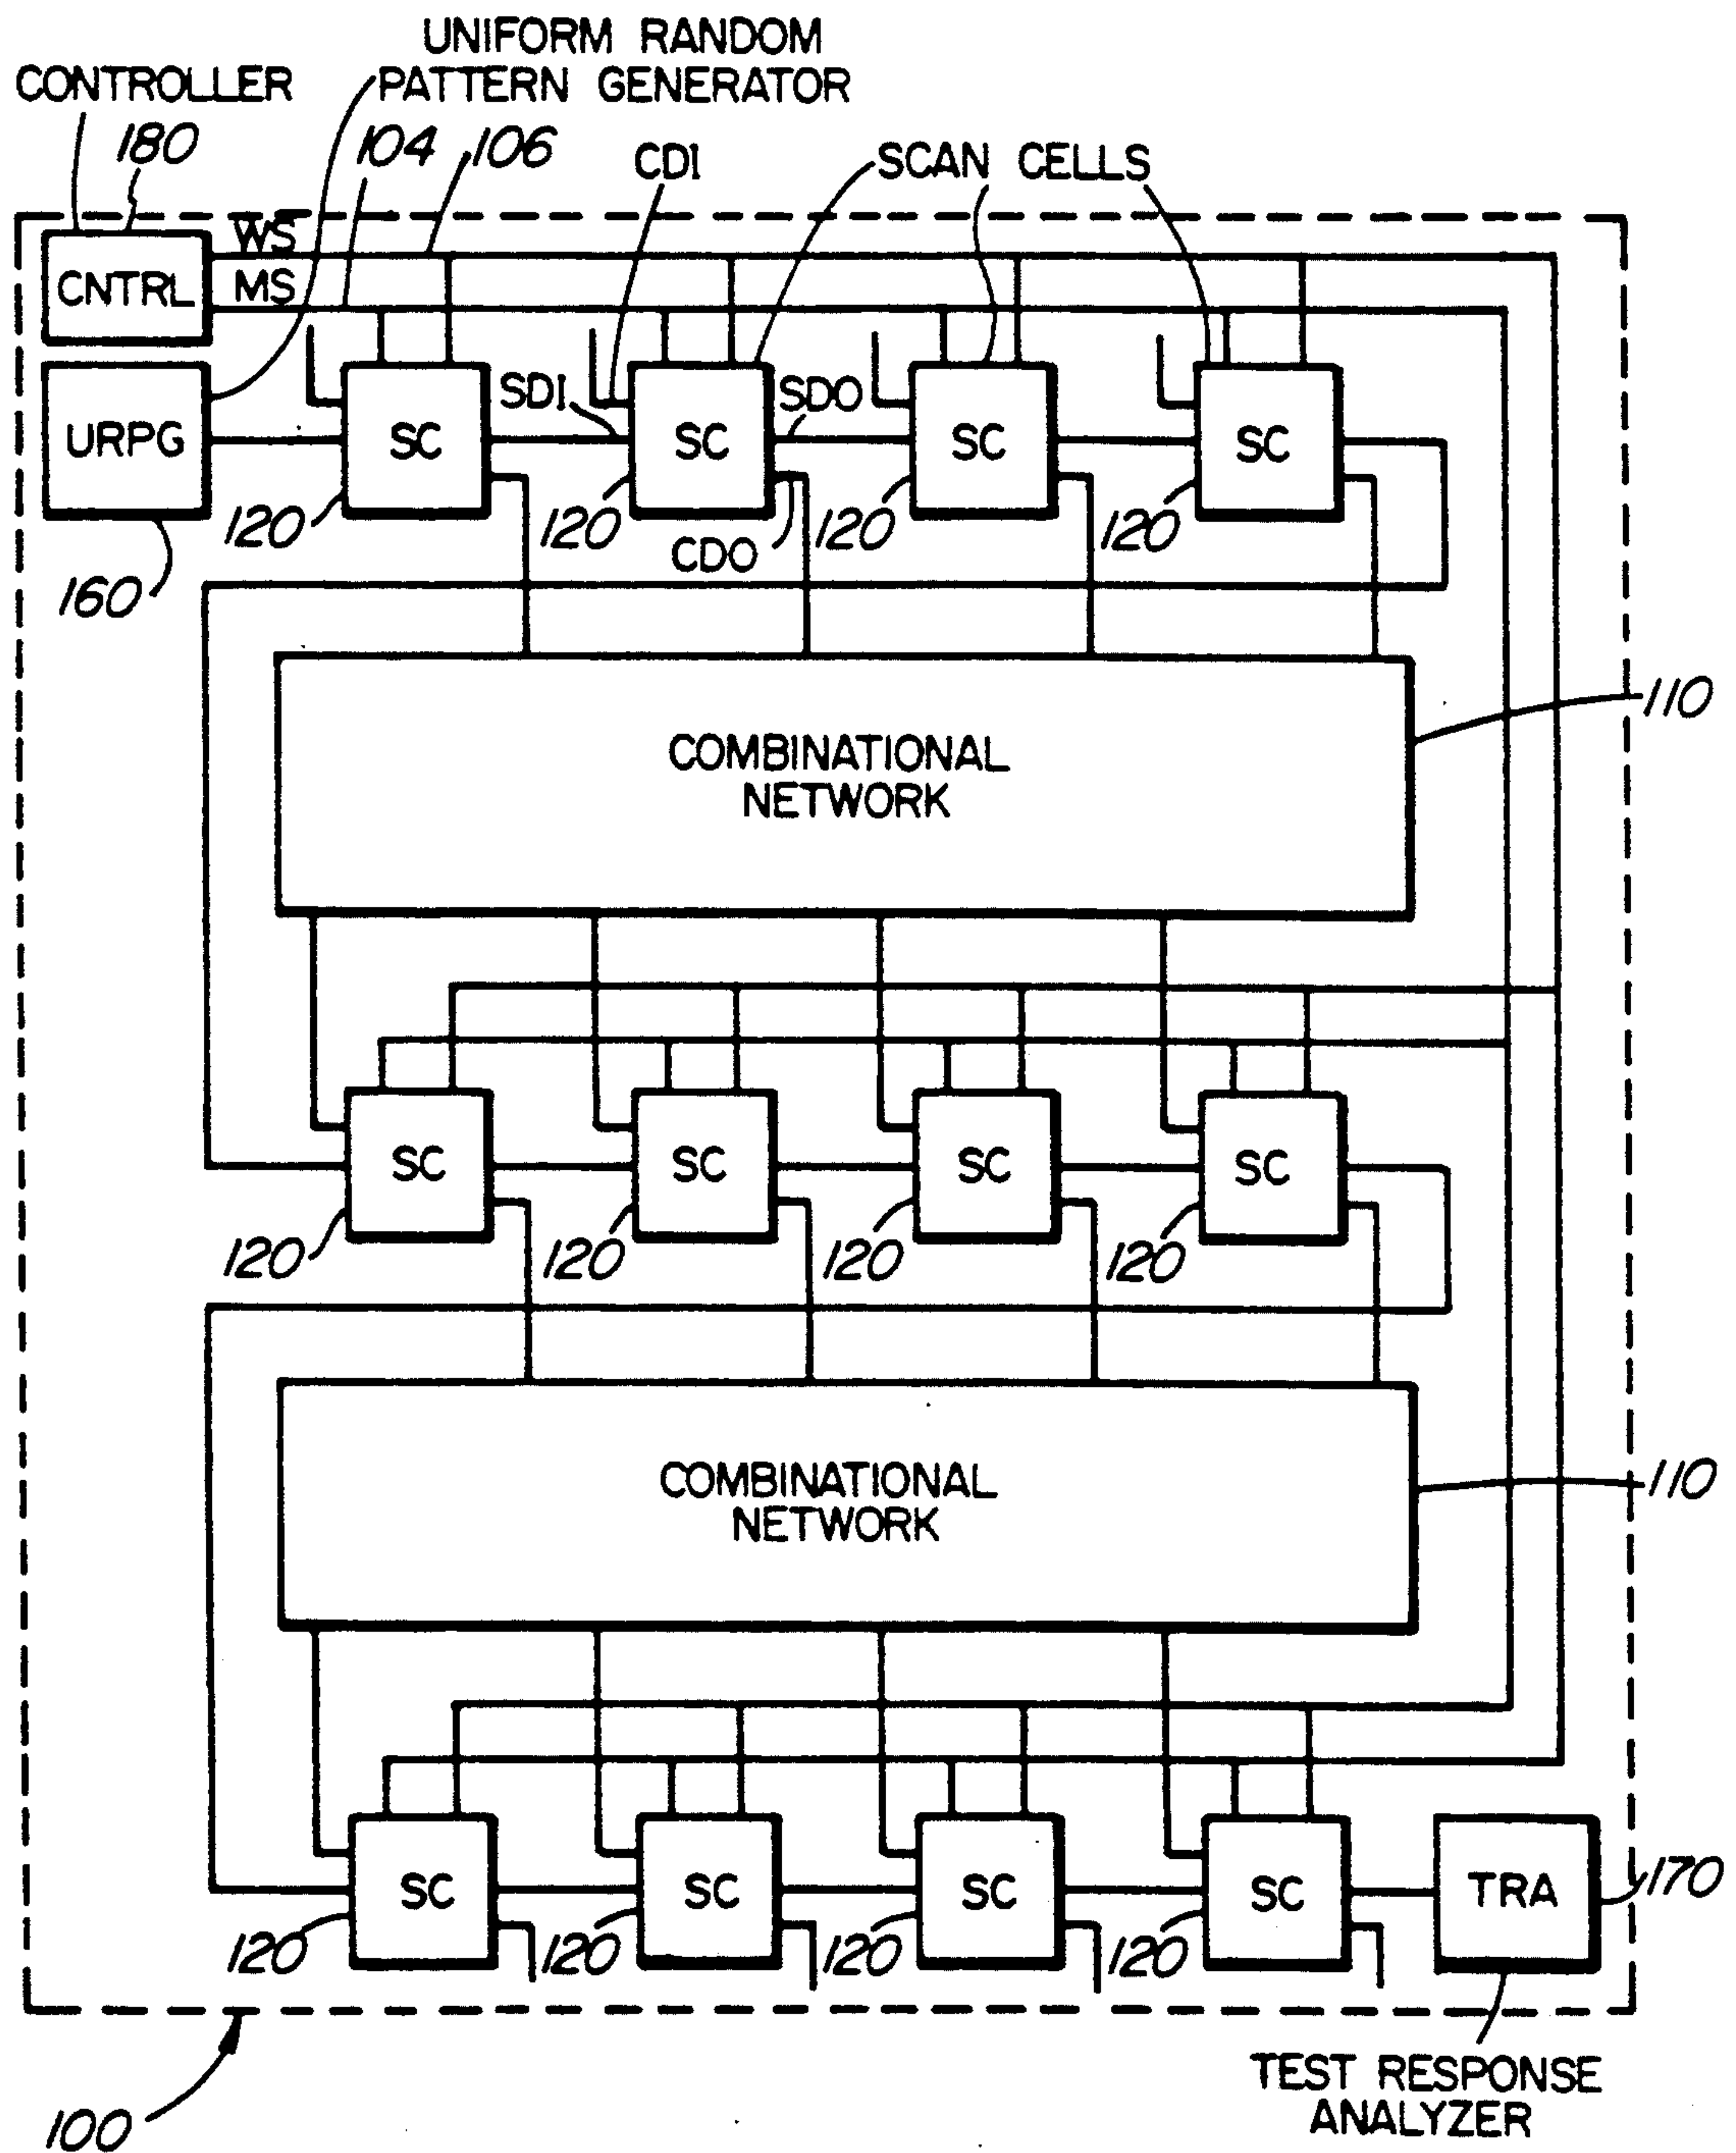 UNIFORM RANDOM
PATTERN GENERATOR
CONTROLLER
180
104
106
CDI
SCAN CELLS
WS
MS
CNTRL
URPG
SC
SDI
SC
SDO
SC
SC
120
120
CDO
120
120
160
COMBINATIONAL
NETWORK
110
SC
SC
SC
SC
120
120
120
120
COMBINATIONAL
NETWORK
110
SC
SC
SC
SC
TRA
170
120
120
120
120
100
TEST RESPONSE
ANALYZER